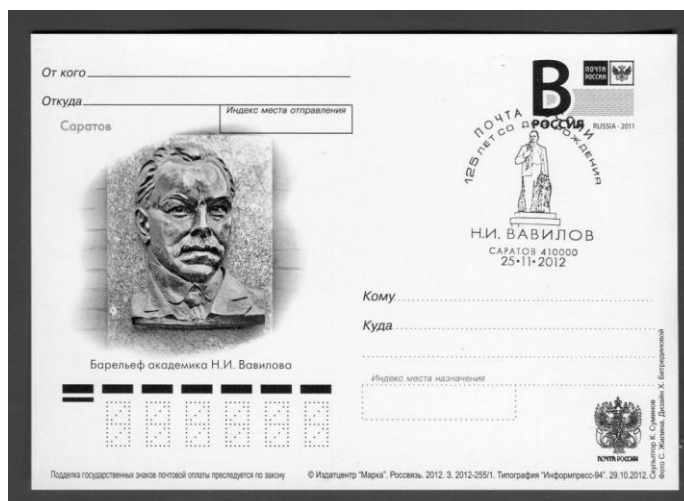 От кого
Откуда
Индекс места отправления
Саратов
Барельеф академика Н.И. Вавилова
B
ПОЧТА
РОССИИ
РОССИЯ
RUSSIA - 2011
ПОЧТА РОССИИ
125 ЛЕТ СО ДНЯ РОЖДЕНИЯ
Н.И. ВАВИЛОВ
САРАТОВ 410000
25•11•2012
Кому
Куда
Индекс места назначения
ПОЧТА РОССИИ
Скульптор К. Суминов
Фото С. Жилина. Дизайн Х. Бетрединовой
Подделка государственных знаков почтовой оплаты преследуется по закону
© Издатцентр "Марка". Россвязь. 2012. З. 2012-255/1. Типография "Информпресс-94". 29.10.2012.